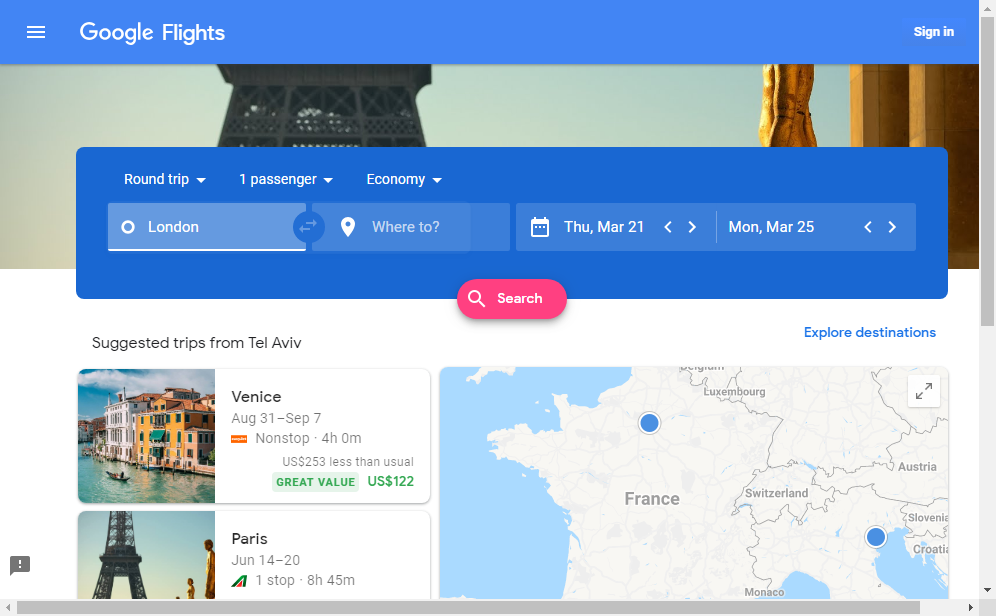 Google Flights
Sign in
Round trip
1 passenger
Economy
London
Where to?
Thu, Mar 21
Mon, Mar 25
Search
Explore destinations
Suggested trips from Tel Aviv
Venice
Aug 31–Sep 7
Nonstop · 4h 0m
US$253 less than usual
GREAT VALUE US$122
Paris
Jun 14–20
1 stop · 8h 45m
Belgium
Luxembourg
Austria
France
Switzerland
Slovenia
Croatia
Monaco